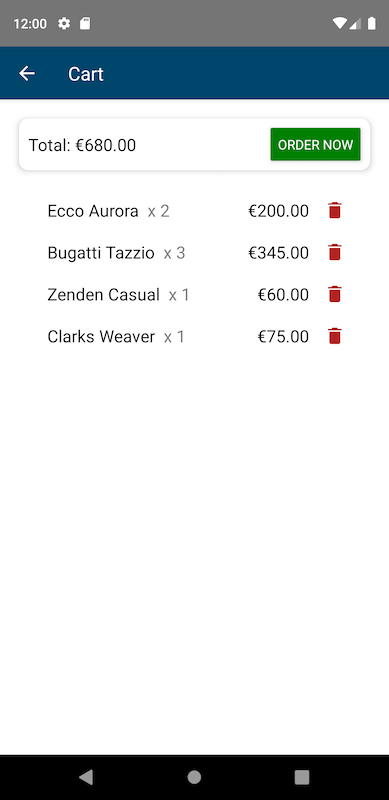 12:00
Cart
Total: €680.00 ORDER NOW
Ecco Aurora x 2 €200.00
Bugatti Tazzio x 3 €345.00
Zenden Casual x 1 €60.00
Clarks Weaver x 1 €75.00